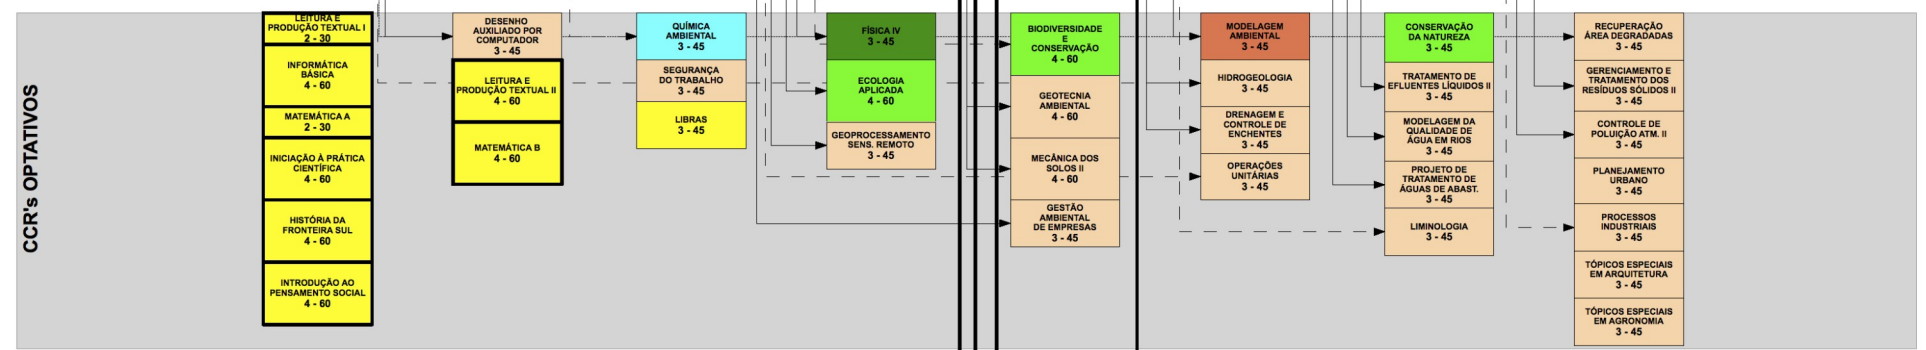 CCR's OPTATIVOS
LEITURA E
PRODUÇÃO TEXTUAL I
2 - 30
INFORMÁTICA
BÁSICA
4 - 60
MATEMÁTICA A
2 - 30
INICIAÇÃO À PRÁTICA
CIENTÍFICA
4 - 60
HISTÓRIA DA
FRONTEIRA SUL
4 - 60
INTRODUÇÃO AO
PENSAMENTO SOCIAL
4 - 60
DESENHO
AUXILIADO POR
COMPUTADOR
3 - 45
LEITURA E
PRODUÇÃO TEXTUAL II
4 - 60
MATEMÁTICA B
4 - 60
QUÍMICA
AMBIENTAL
3 - 45
SEGURANÇA
DO TRABALHO
3 - 45
LIBRAS
3 - 45
FÍSICA IV
3 - 45
ECOLOGIA
APLICADA
4 - 60
GEOPROCESSAMENTO
SENS. REMOTO
3 - 45
BIODIVERSIDADE
E
CONSERVAÇÃO
4 - 60
GEOTECNIA
AMBIENTAL
4 - 60
MECÂNICA DOS
SOLOS II
4 - 60
GESTÃO
AMBIENTAL
DE EMPRESAS
3 - 45
MODELAGEM
AMBIENTAL
3 - 45
HIDROGEOLOGIA
3 - 45
DRENAGEM E
CONTROLE DE
ENCHENTES
3 - 45
OPERAÇÕES
UNITÁRIAS
3 - 45
CONSERVAÇÃO
DA NATUREZA
3 - 45
TRATAMENTO DE
EFLUENTES LÍQUIDOS II
3 - 45
MODELAGEM DA
QUALIDADE DE
ÁGUA EM RIOS
3 - 45
PROJETO DE
TRATAMENTO DE
ÁGUAS DE ABAST.
3 - 45
LIMINOLOGIA
3 - 45
RECUPERAÇÃO
ÁREA DEGRADADAS
3 - 45
GERENCIAMENTO E
TRATAMENTO DOS
RESÍDUOS SÓLIDOS II
3 - 45
CONTROLE DE
POLUIÇÃO ATM. II
3 - 45
PLANEJAMENTO
URBANO
3 - 45
PROCESSOS
INDUSTRIAIS
3 - 45
TÓPICOS ESPECIAIS
EM ARQUITETURA
3 - 45
TÓPICOS ESPECIAIS
EM AGRONOMIA
3 - 45